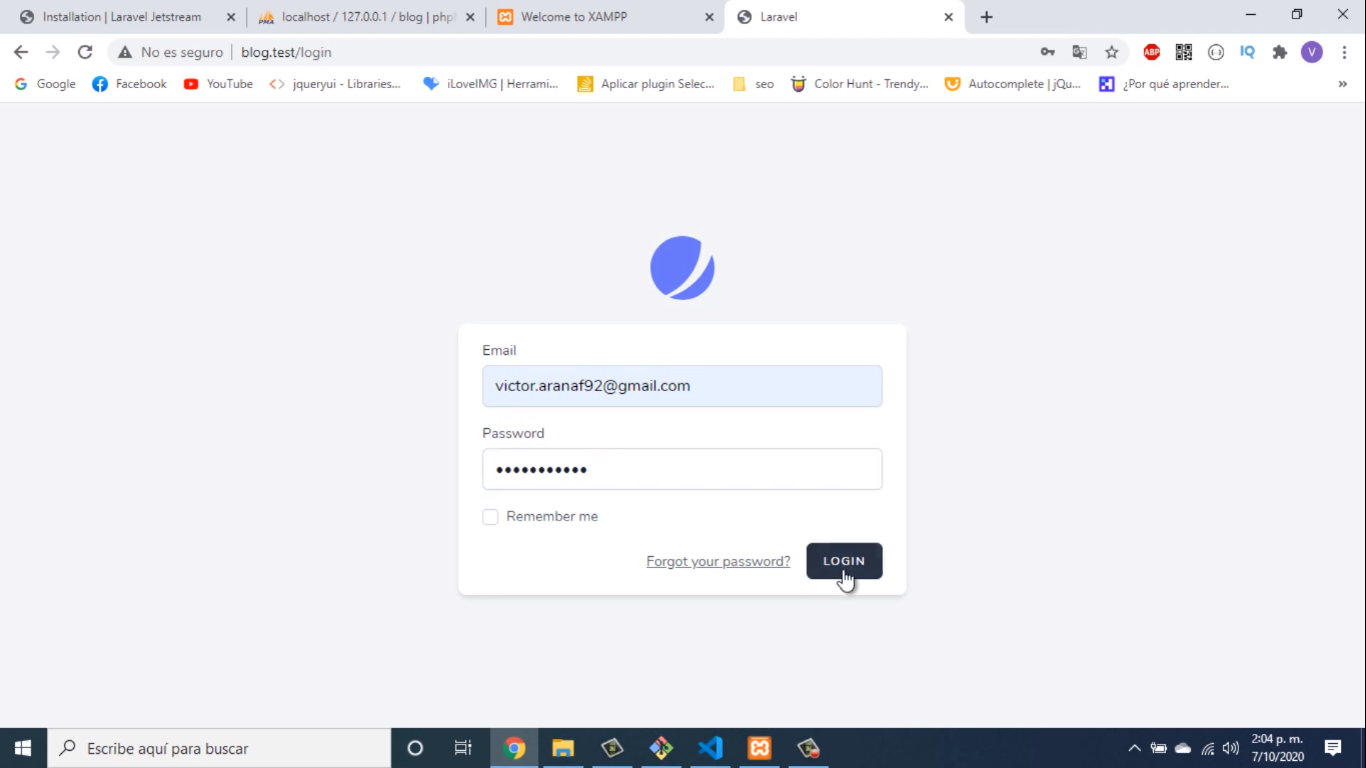 Installation | Laravel Jetstream
localhost / 127.0.0.1 / blog | php
Welcome to XAMPP
Laravel
No es seguro | blog.test/login
ABP
IQ
V
Google
Facebook
YouTube
jqueryui - Libraries...
iLoveIMG | Herrami...
Aplicar plugin Selec...
seo
Color Hunt - Trendy...
Autocomplete | jQu...
¿Por qué aprender...
»
Email
victor.aranaf92@gmail.com
Password
•••••••••••
Remember me
Forgot your password?
LOGIN
Escribe aquí para buscar
2:04 p. m.
7/10/2020